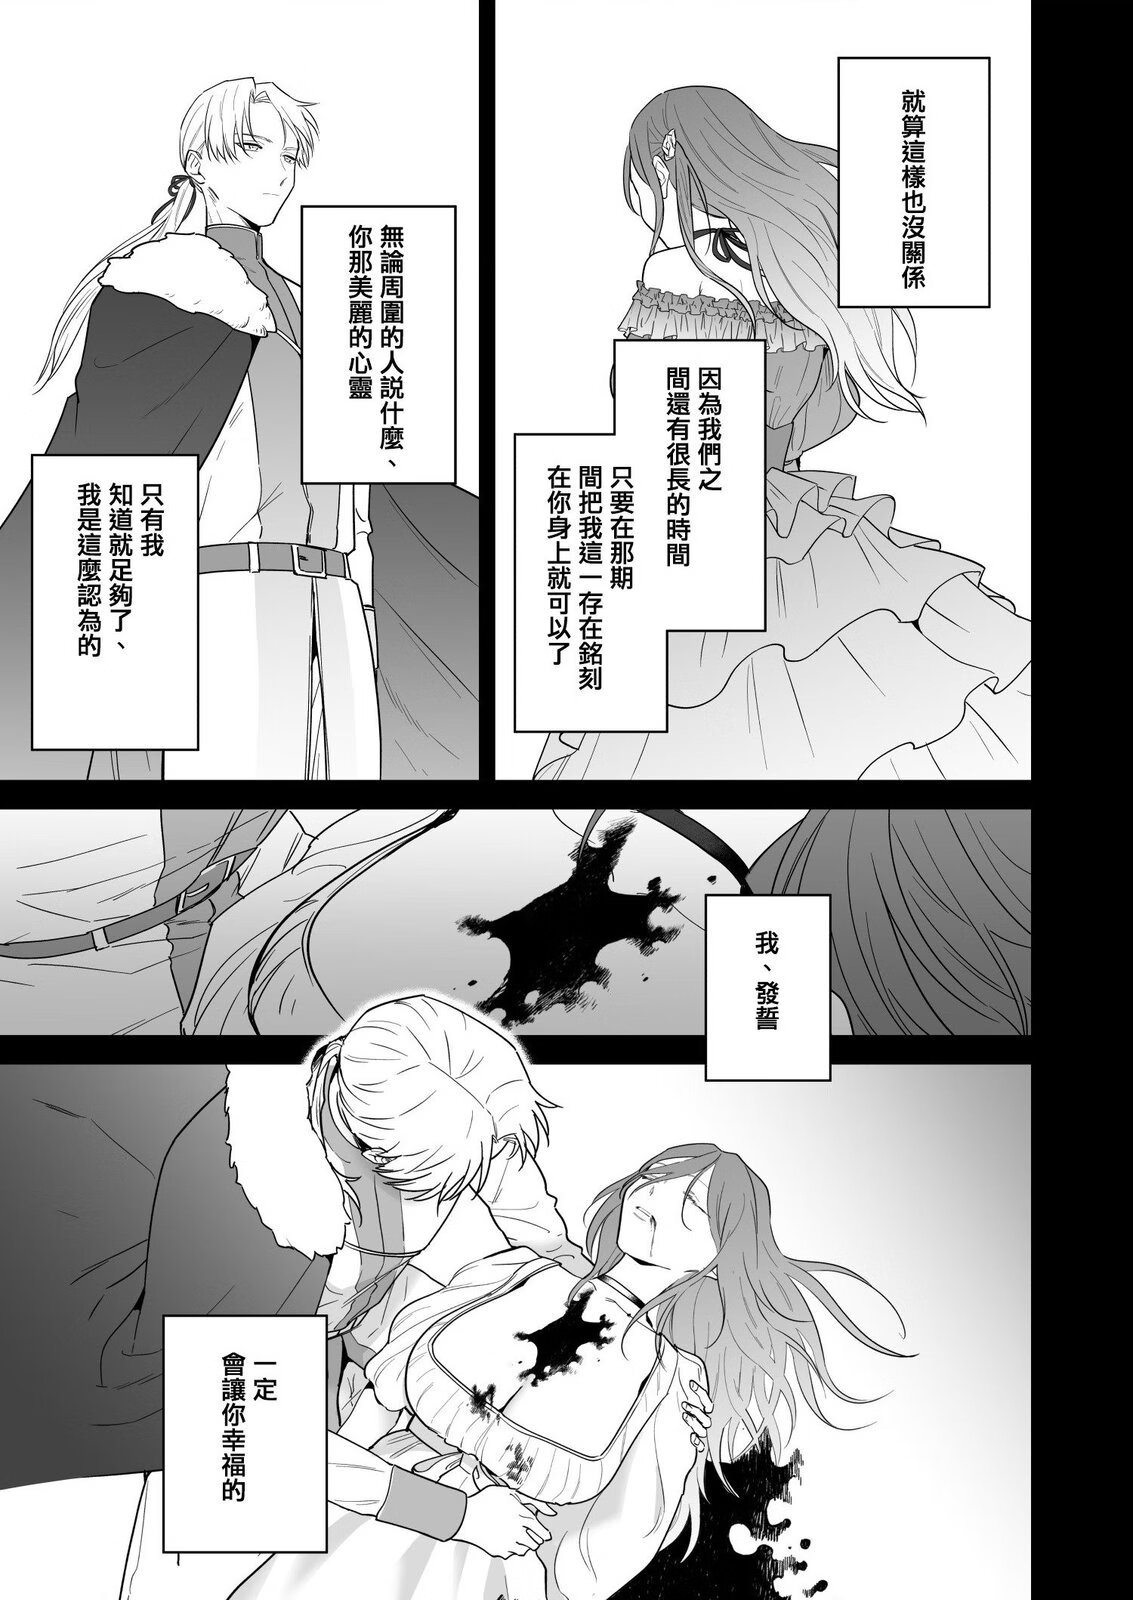 就算這樣也沒關係
因為我們之
間還有很長的時間
只要在那期
間把我這一存在銘刻
在你身上就可以了
無論周圍的人說什麼、
你那美麗的心靈
只有我
知道就足夠了、
我是這麼認為的
我、發誓
一定
會讓你幸福的